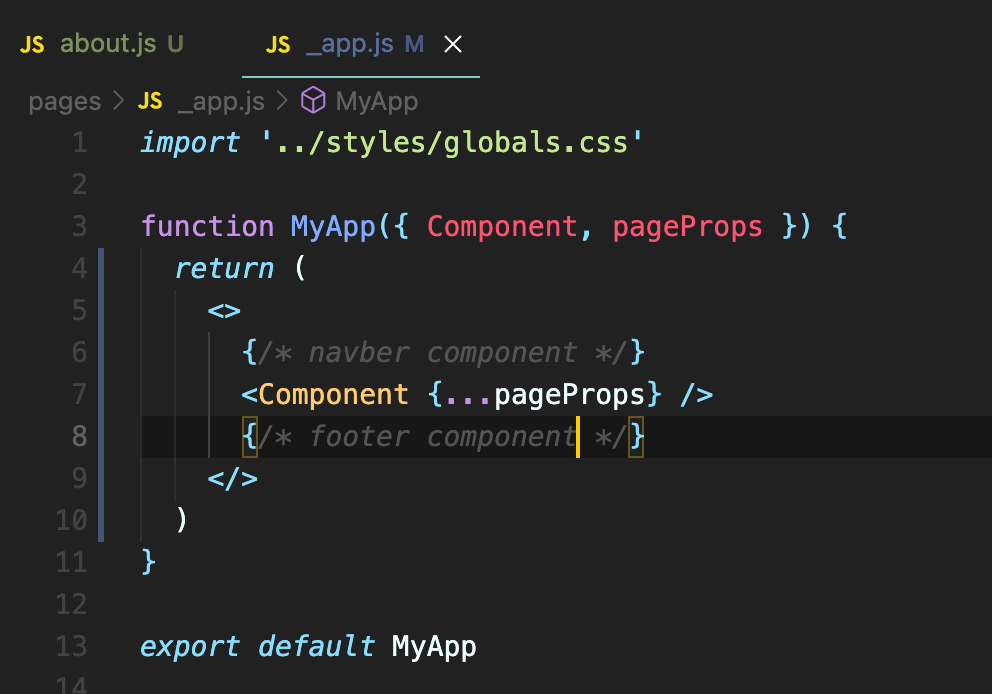 JS about.js U JS _app.js M ×
pages > JS _app.js > MyApp
1 import '../styles/globals.css'
2
3 function MyApp({ Component, pageProps }) {
4 return (
5 <>
6 {/* navber component */}
7 <Component {...pageProps} />
8 {/* footer component */}
9 </>
10 )
11 }
12
13 export default MyApp
14